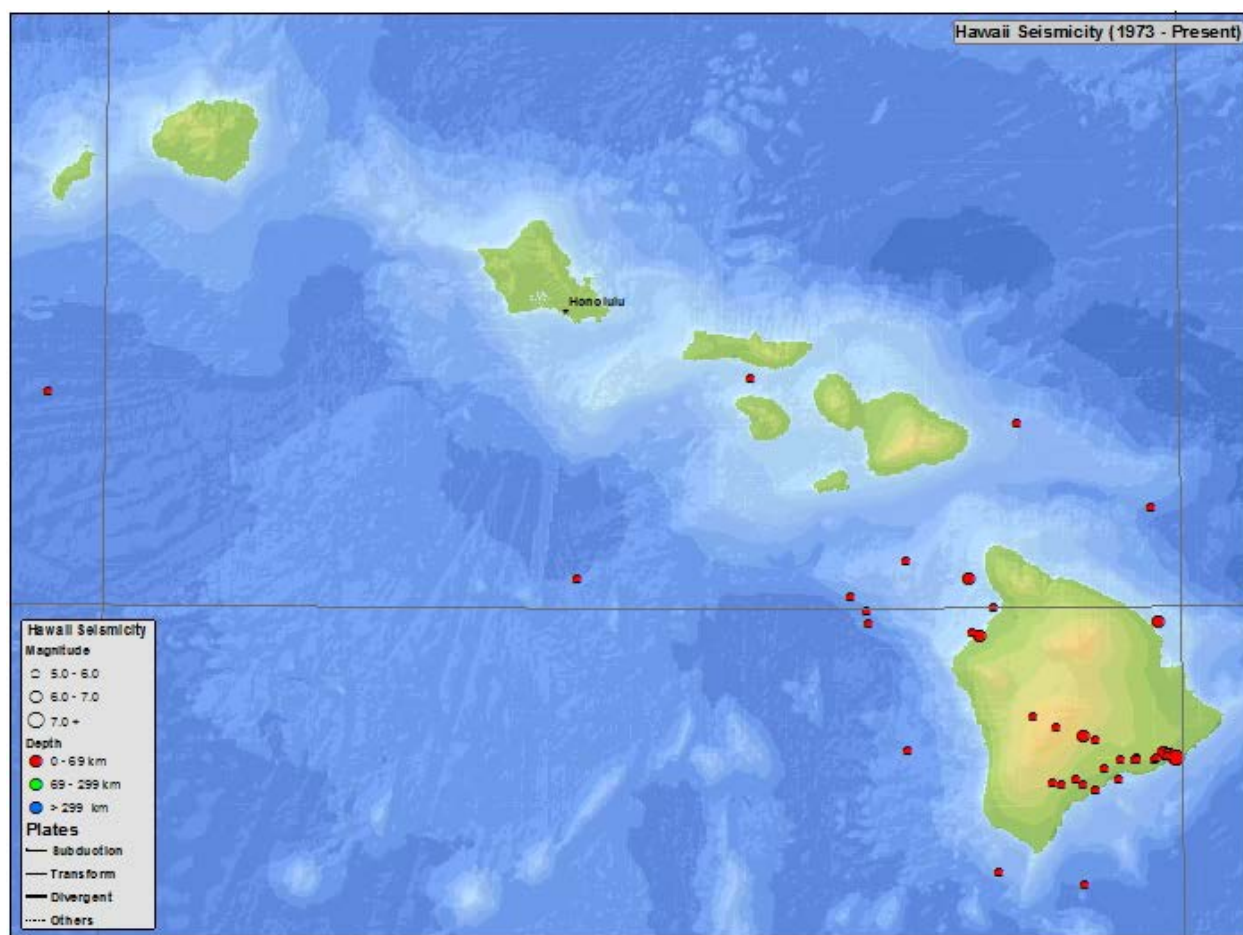 Hawaii Seismicity (1973 - Present)
Honolulu
Hawaii Seismicity
Magnitude
5.0 - 6.0
6.0 - 7.0
7.0 +
Depth
0 - 69 km
69 - 299 km
> 299 km
Plates
Subduction
Transform
Divergent
Others